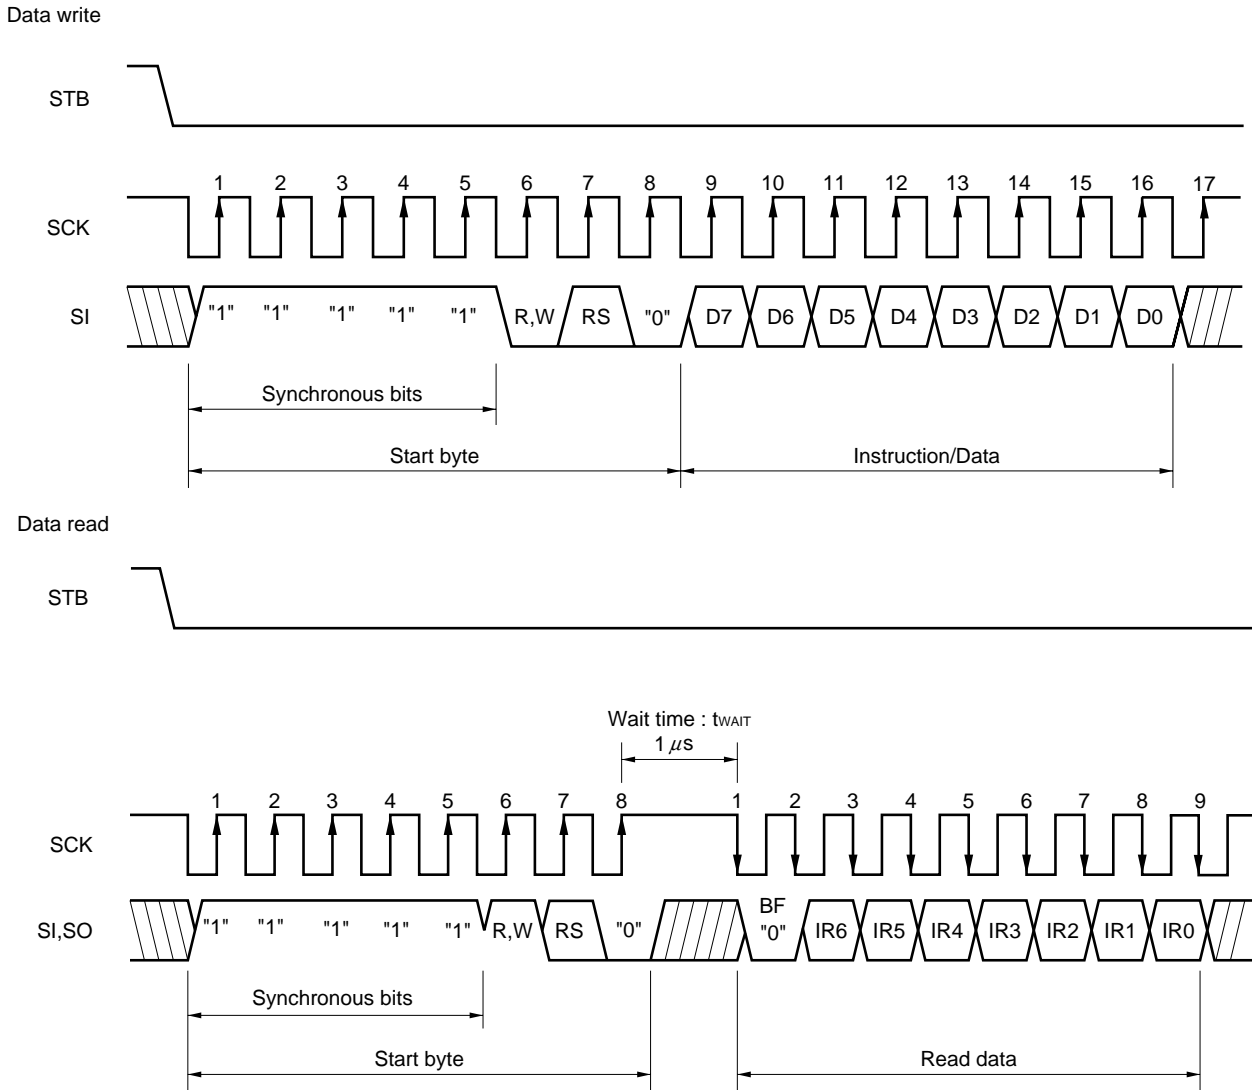 Data write
STB
1 2 3 4 5 6 7 8 9 10 11 12 13 14 15 16 17
SCK
SI "1" "1" "1" "1" "1" R,W RS "0" D7 D6 D5 D4 D3 D2 D1 D0
Synchronous bits
Start byte Instruction/Data
Data read
STB
Wait time : tWAIT
1 μs
1 2 3 4 5 6 7 8 1 2 3 4 5 6 7 8 9
SCK
SI,SO "1" "1" "1" "1" "1" R,W RS "0" BF "0" IR6 IR5 IR4 IR3 IR2 IR1 IR0
Synchronous bits
Start byte Read data